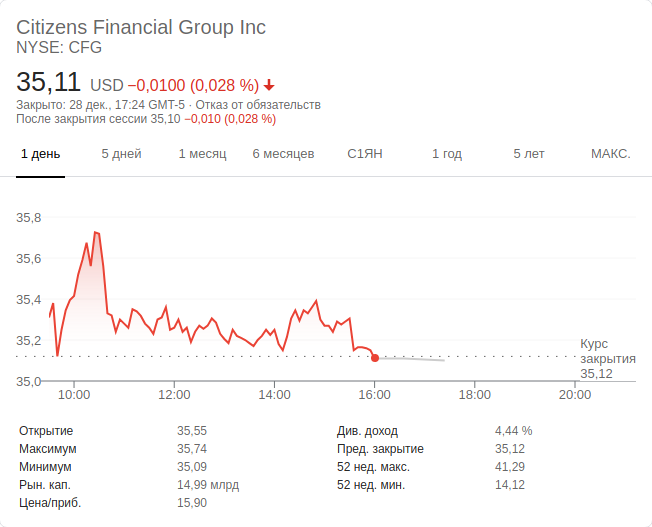 Citizens Financial Group Inc
NYSE: CFG
35,11 USD −0,0100 (0,028 %)
Закрыто: 28 дек., 17:24 GMT-5 · Отказ от обязательств
После закрытия сессии 35,10 −0,010 (0,028 %)
1 день 5 дней 1 месяц 6 месяцев С1ЯН 1 год 5 лет МАКС.
35,8
35,6
35,4
35,2
35,0
Курс
закрытия
35,12
10:00 12:00 14:00 16:00 18:00 20:00
Открытие 35,55 Див. доход 4,44 %
Максимум 35,74 Пред. закрытие 35,12
Минимум 35,09 52 нед. макс. 41,29
Рын. кап. 14,99 млрд 52 нед. мин. 14,12
Цена/приб. 15,90